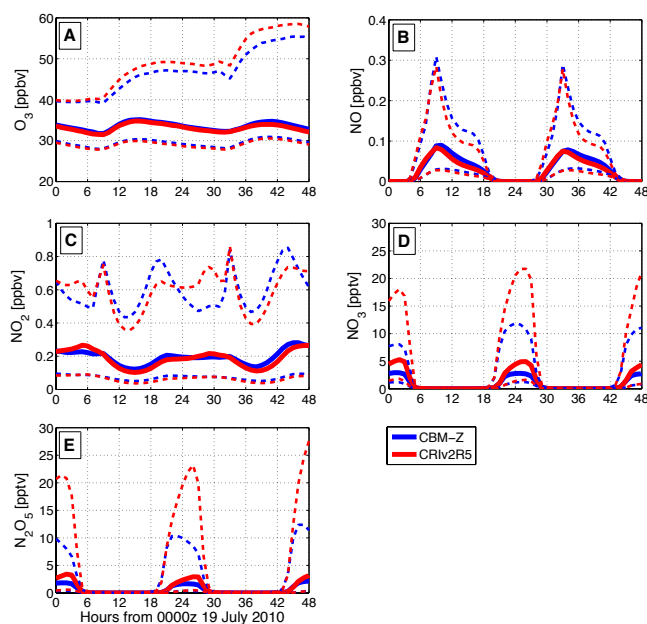 A
O3 [ppbv]
60
50
40
30
20
0 6 12 18 24 30 36 42 48
B
NO [ppbv]
0.4
0.3
0.2
0.1
0
0 6 12 18 24 30 36 42 48
C
NO2 [ppbv]
1
0.8
0.6
0.4
0.2
0
0 6 12 18 24 30 36 42 48
D
NO3 [pptv]
30
25
20
15
10
5
0
0 6 12 18 24 30 36 42 48
CBM-Z
CRIv2R5
E
N2O5 [pptv]
30
25
20
15
10
5
0
0 6 12 18 24 30 36 42 48
Hours from 0000z 19 July 2010